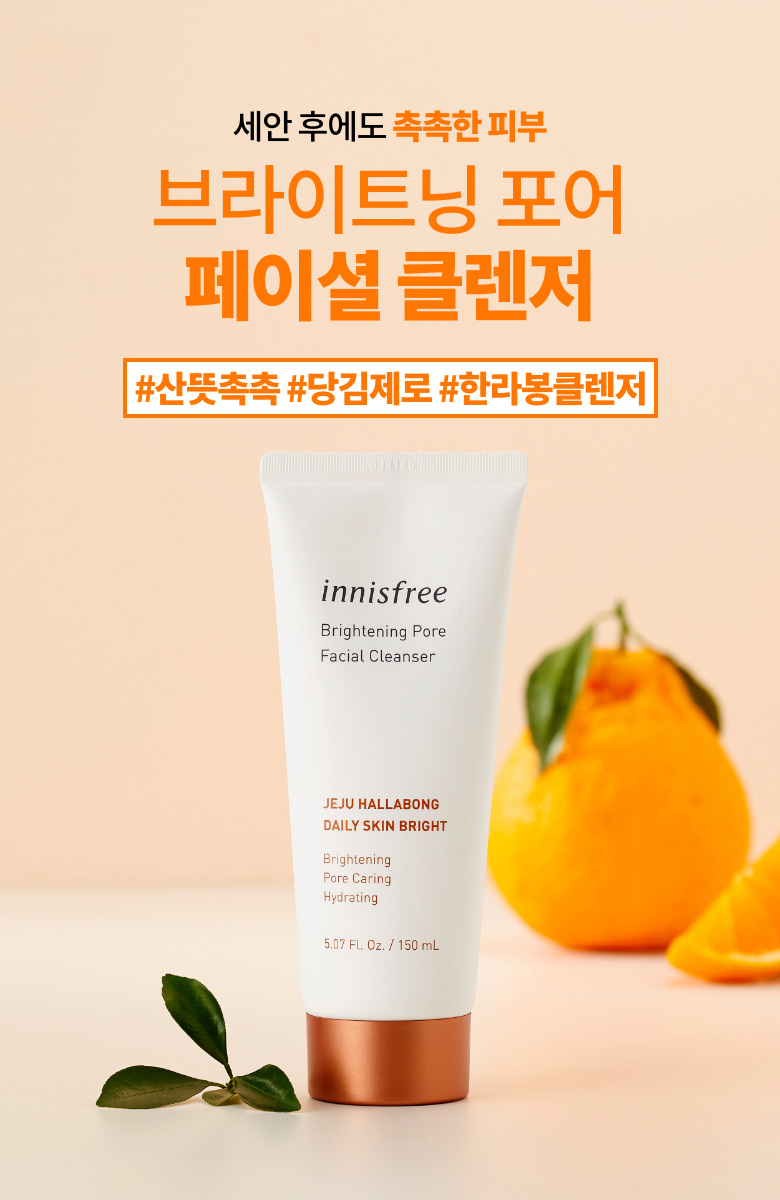 세안 후에도 촉촉한 피부
브라이트닝 포어
페이셜 클렌저
#산뜻촉촉 #당김제로 #한라봉클렌저
innisfree
Brightening Pore
Facial Cleanser
JEJU HALLABONG
DAILY SKIN BRIGHT
Brightening
Pore Caring
Hydrating
5.07 Fl. Oz. / 150 mL